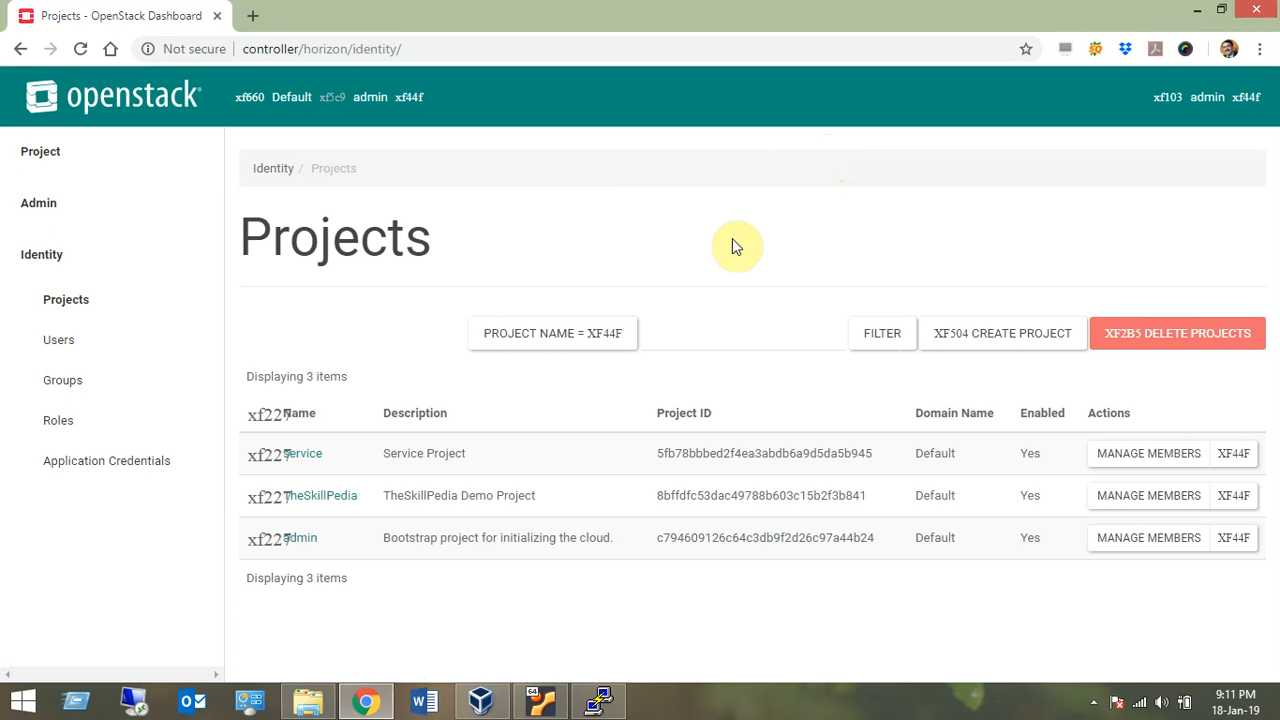 Projects - OpenStack Dashboard
Not secure controller/horizon/identity/
openstack xf660 Default xf5c9 admin xf44f xf103 admin xf44f
Project
Admin
Identity
Projects
Users
Groups
Roles
Application Credentials
Identity / Projects
Projects
PROJECT NAME = XF44F FILTER XF504 CREATE PROJECT XF2B5 DELETE PROJECTS
Displaying 3 items
Name Description Project ID Domain Name Enabled Actions
service Service Project 5fb78bbbed2f4ea3abdb6a9d5da5b945 Default Yes MANAGE MEMBERS XF44F
TheSkillPedia TheSkillPedia Demo Project 8bffdfc53dac49788b603c15b2f3b841 Default Yes MANAGE MEMBERS XF44F
admin Bootstrap project for initializing the cloud. c794609126c64c3db9f2d26c97a44b24 Default Yes MANAGE MEMBERS XF44F
Displaying 3 items
64
9:11 PM
18-Jan-19